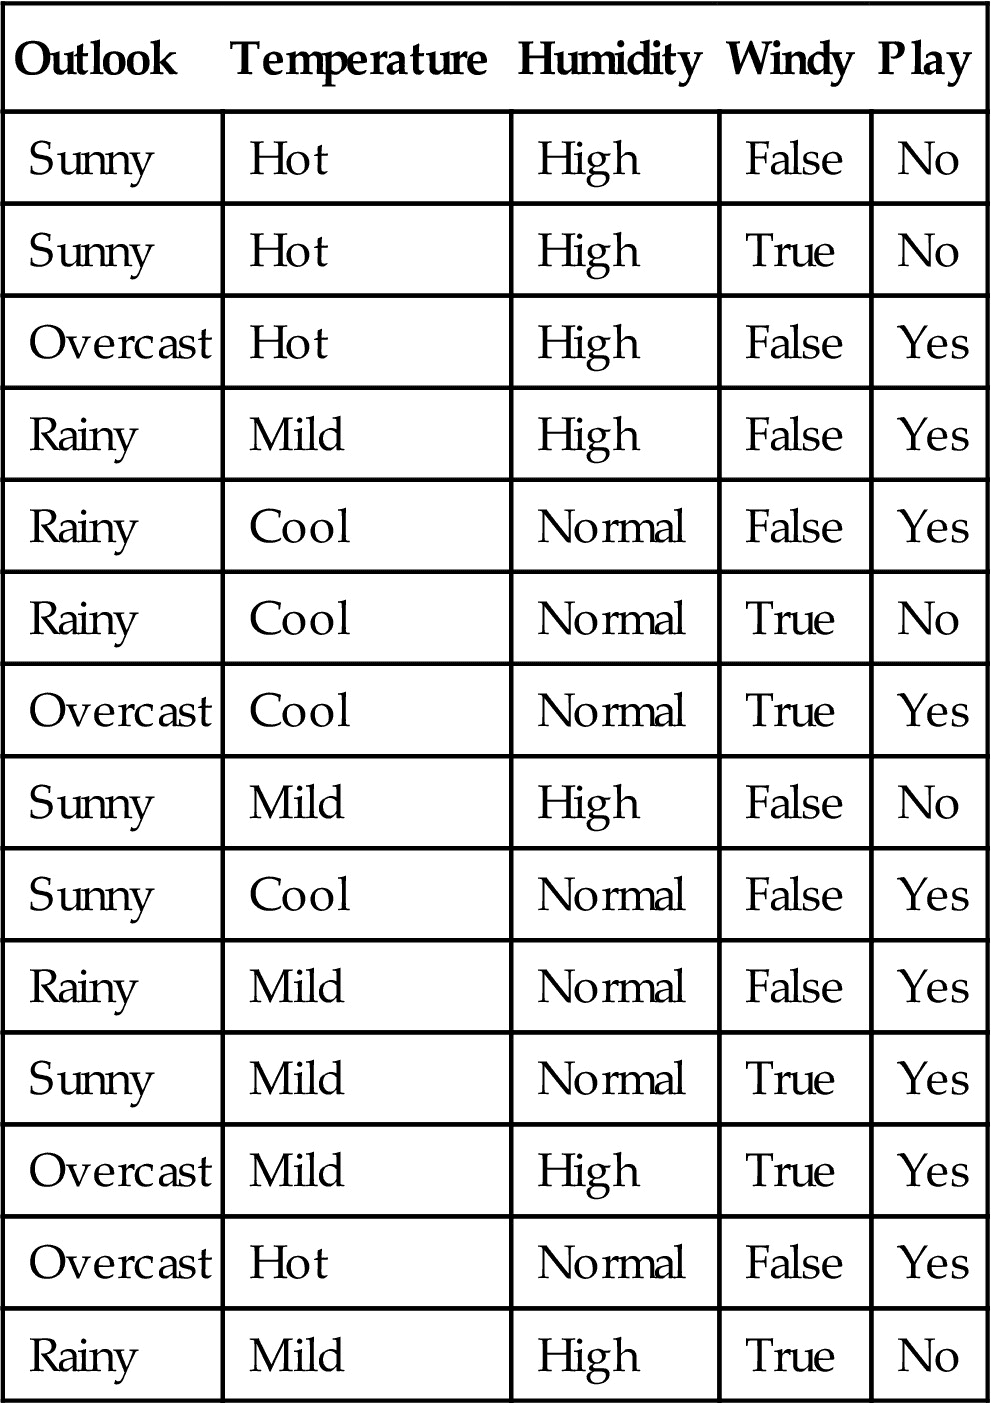 Outlook Temperature Humidity Windy Play
Sunny Hot High False No
Sunny Hot High True No
Overcast Hot High False Yes
Rainy Mild High False Yes
Rainy Cool Normal False Yes
Rainy Cool Normal True No
Overcast Cool Normal True Yes
Sunny Mild High False No
Sunny Cool Normal False Yes
Rainy Mild Normal False Yes
Sunny Mild Normal True Yes
Overcast Mild High True Yes
Overcast Hot Normal False Yes
Rainy Mild High True No